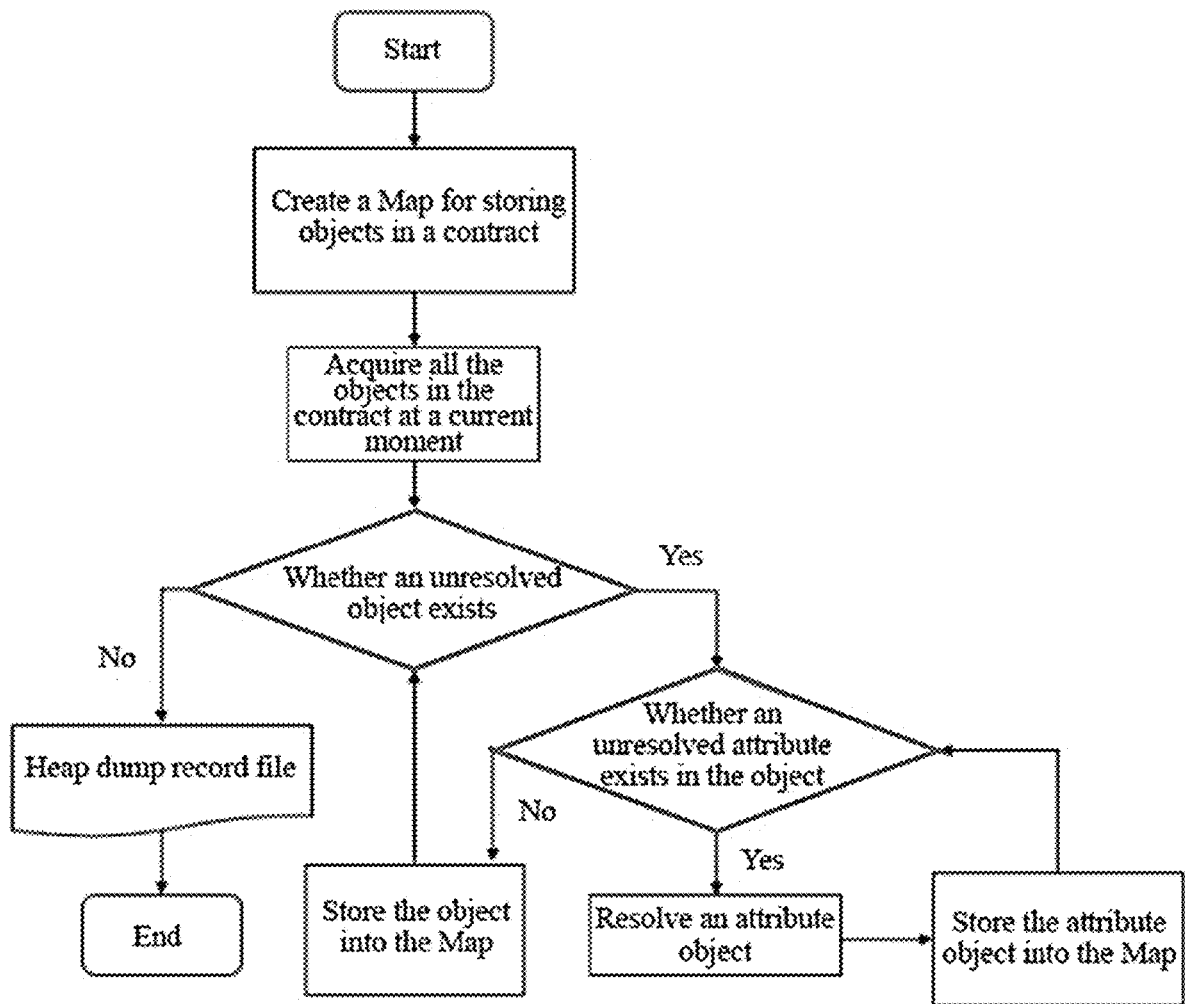 Start
Create a Map for storing
objects in a contract
Acquire all the
objects in the
contract at a current
moment
Whether an unresolved
object exists
Yes
No
Whether an
unresolved attribute
exists in the object
Heap dump record file
No
Yes
End
Store the object
into the Map
Resolve an attribute
object
Store the attribute
object into the Map